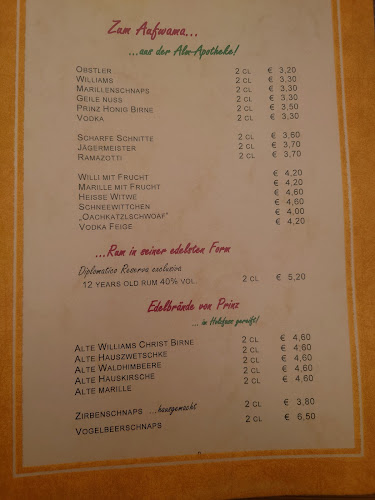 Zum Aufwama...
...aus der Alm-Apotheke!
OBSTLER 2 CL € 3,20
WILLIAMS 2 CL € 3,30
MARILLENSCHNAPS 2 CL € 3,30
GEILE NUSS 2 CL € 3,30
PRINZ HONIG BIRNE 2 CL € 3,50
VODKA 2 CL € 3,30
SCHARFE SCHNITTE 2 CL € 3,60
JÄGERMEISTER 2 CL € 3,70
RAMAZOTTI 2 CL € 3,70
WILLI MIT FRUCHT € 4,20
MARILLE MIT FRUCHT € 4,20
HEISSE WITWE € 4,60
SCHNEEWITTCHEN € 4,60
„OACHKATZLSCHWOAF" € 4,00
VODKA FEIGE € 4,20
...Rum in seiner edelsten Form
Diplomatico Reserva exclusiva
12 YEARS OLD RUM 40% VOL. 2 CL € 5,20
Edelbrände von Prinz
... im Holzfass gereift!
ALTE WILLIAMS CHRIST BIRNE 2 CL € 4,60
ALTE HAUSZWETSCHKE 2 CL € 4,60
ALTE WALDHIMBEERE 2 CL € 4,60
ALTE HAUSKIRSCHE 2 CL € 4,60
ALTE MARILLE 2 CL € 4,60
ZIRBENSCHNAPS ...hausgemacht 2 CL € 3,80
VOGELBEERSCHNAPS 2 CL € 6,50